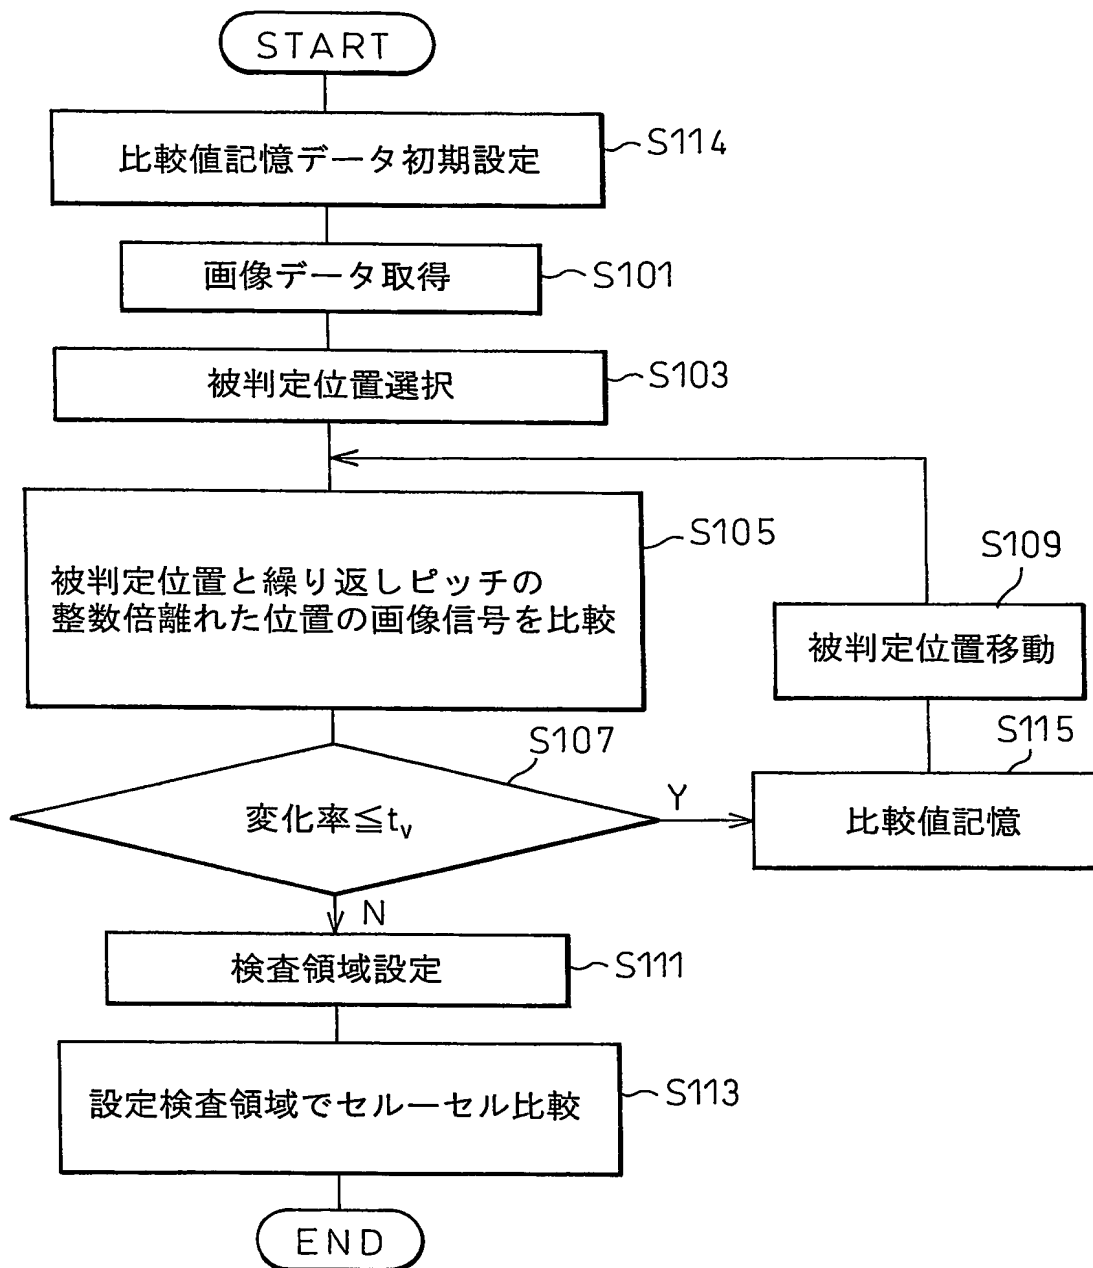 START
比較値記憶データ初期設定
S114
画像データ取得
S101
被判定位置選択
S103
被判定位置と繰り返しピッチの
整数倍離れた位置の画像信号を比較
S105
S109
被判定位置移動
S107
変化率≦tv
Y
S115
比較値記憶
N
検査領域設定
S111
設定検査領域でセルーセル比較
S113
END